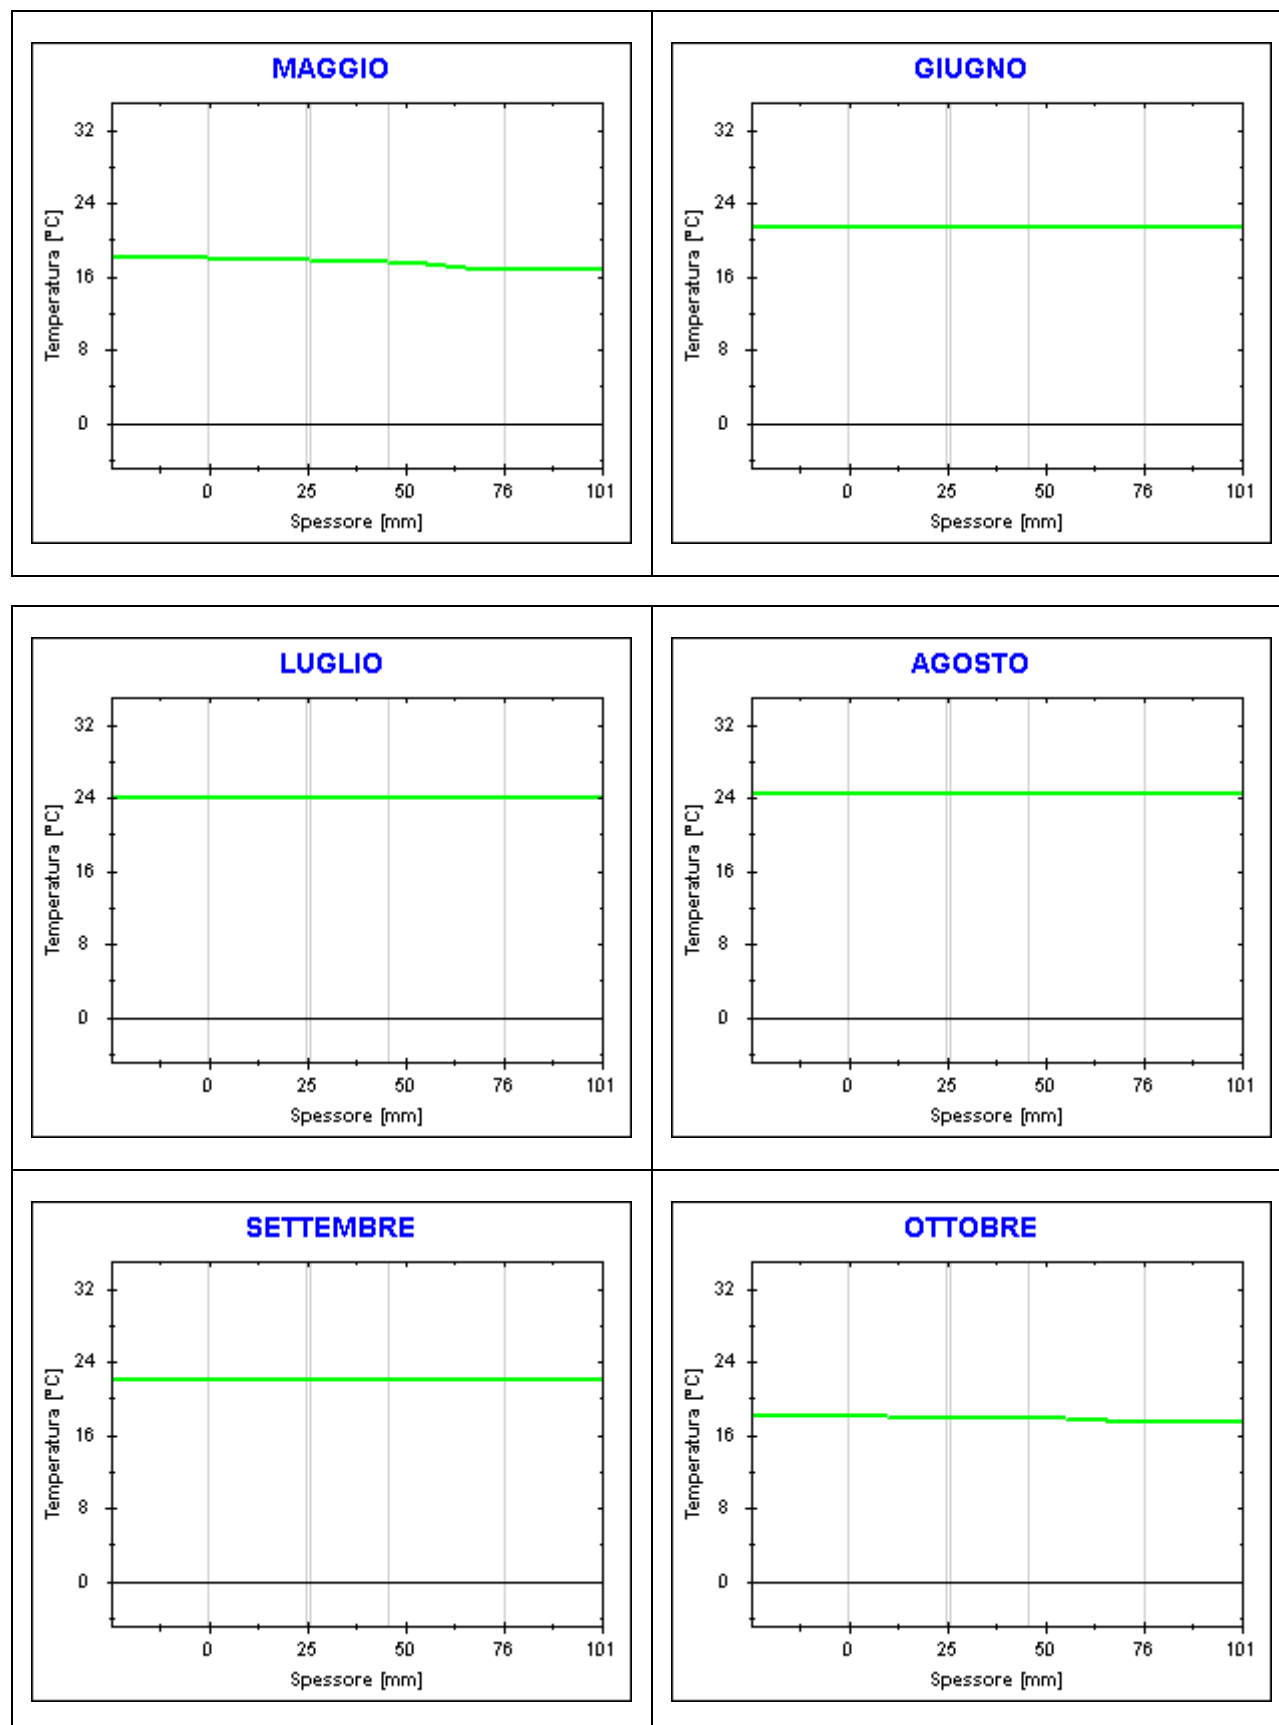 MAGGIO
32
24
16
8
0
Temperatura [°C]
0 25 50 76 101
Spessore [mm]
GIUGNO
32
24
16
8
0
Temperatura [°C]
0 25 50 76 101
Spessore [mm]
LUGLIO
32
24
16
8
0
Temperatura [°C]
0 25 50 76 101
Spessore [mm]
AGOSTO
32
24
16
8
0
Temperatura [°C]
0 25 50 76 101
Spessore [mm]
SETTEMBRE
32
24
16
8
0
Temperatura [°C]
0 25 50 76 101
Spessore [mm]
OTTOBRE
32
24
16
8
0
Temperatura [°C]
0 25 50 76 101
Spessore [mm]